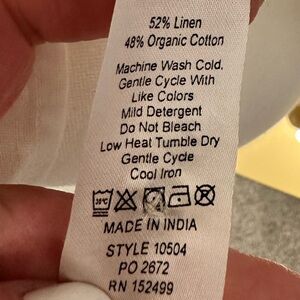 52% Linen
48% Organic Cotton
Machine Wash Cold.
Gentle Cycle With
Like Colors
Mild Detergent
Do Not Bleach
Low Heat Tumble Dry
Gentle Cycle
Cool Iron
30°C
MADE IN INDIA
STYLE 10504
PO 2672
RN 152499